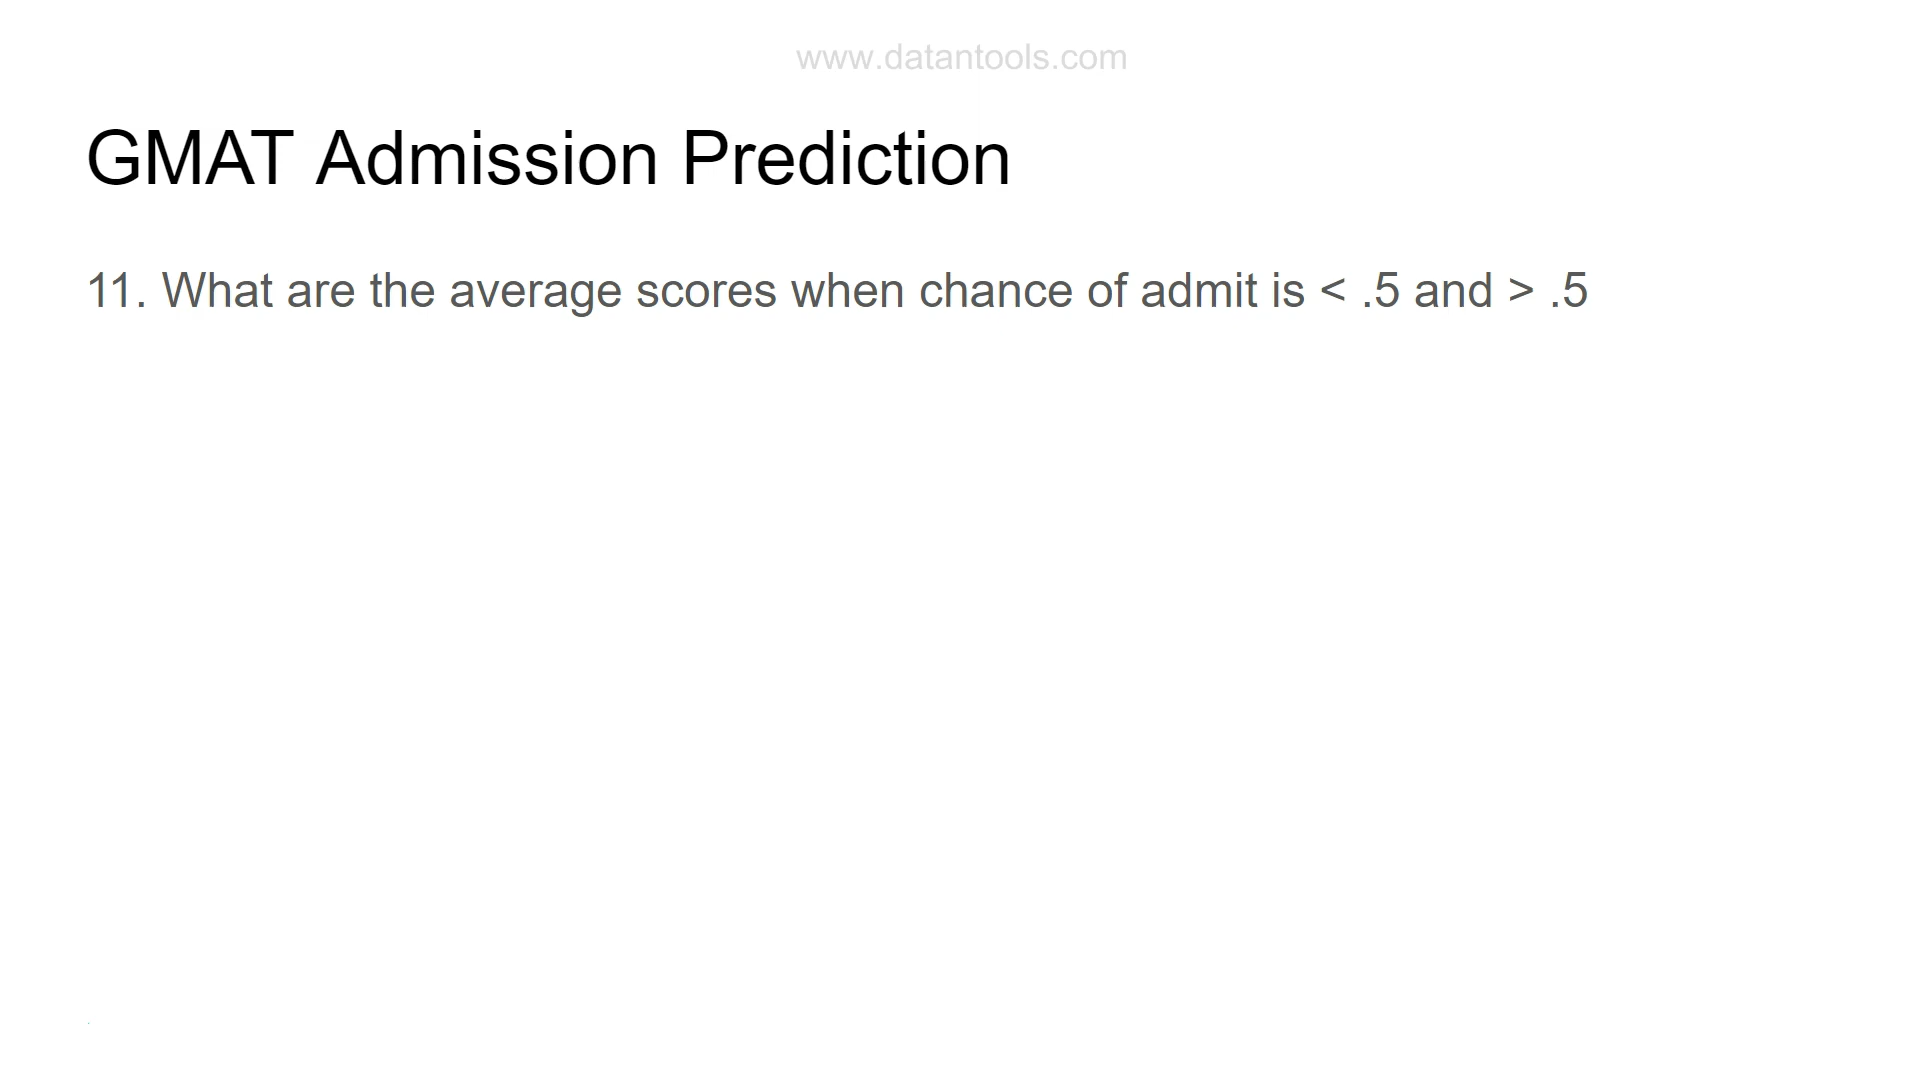 www.datantools.com
GMAT Admission Prediction
11. What are the average scores when chance of admit is < .5 and > .5